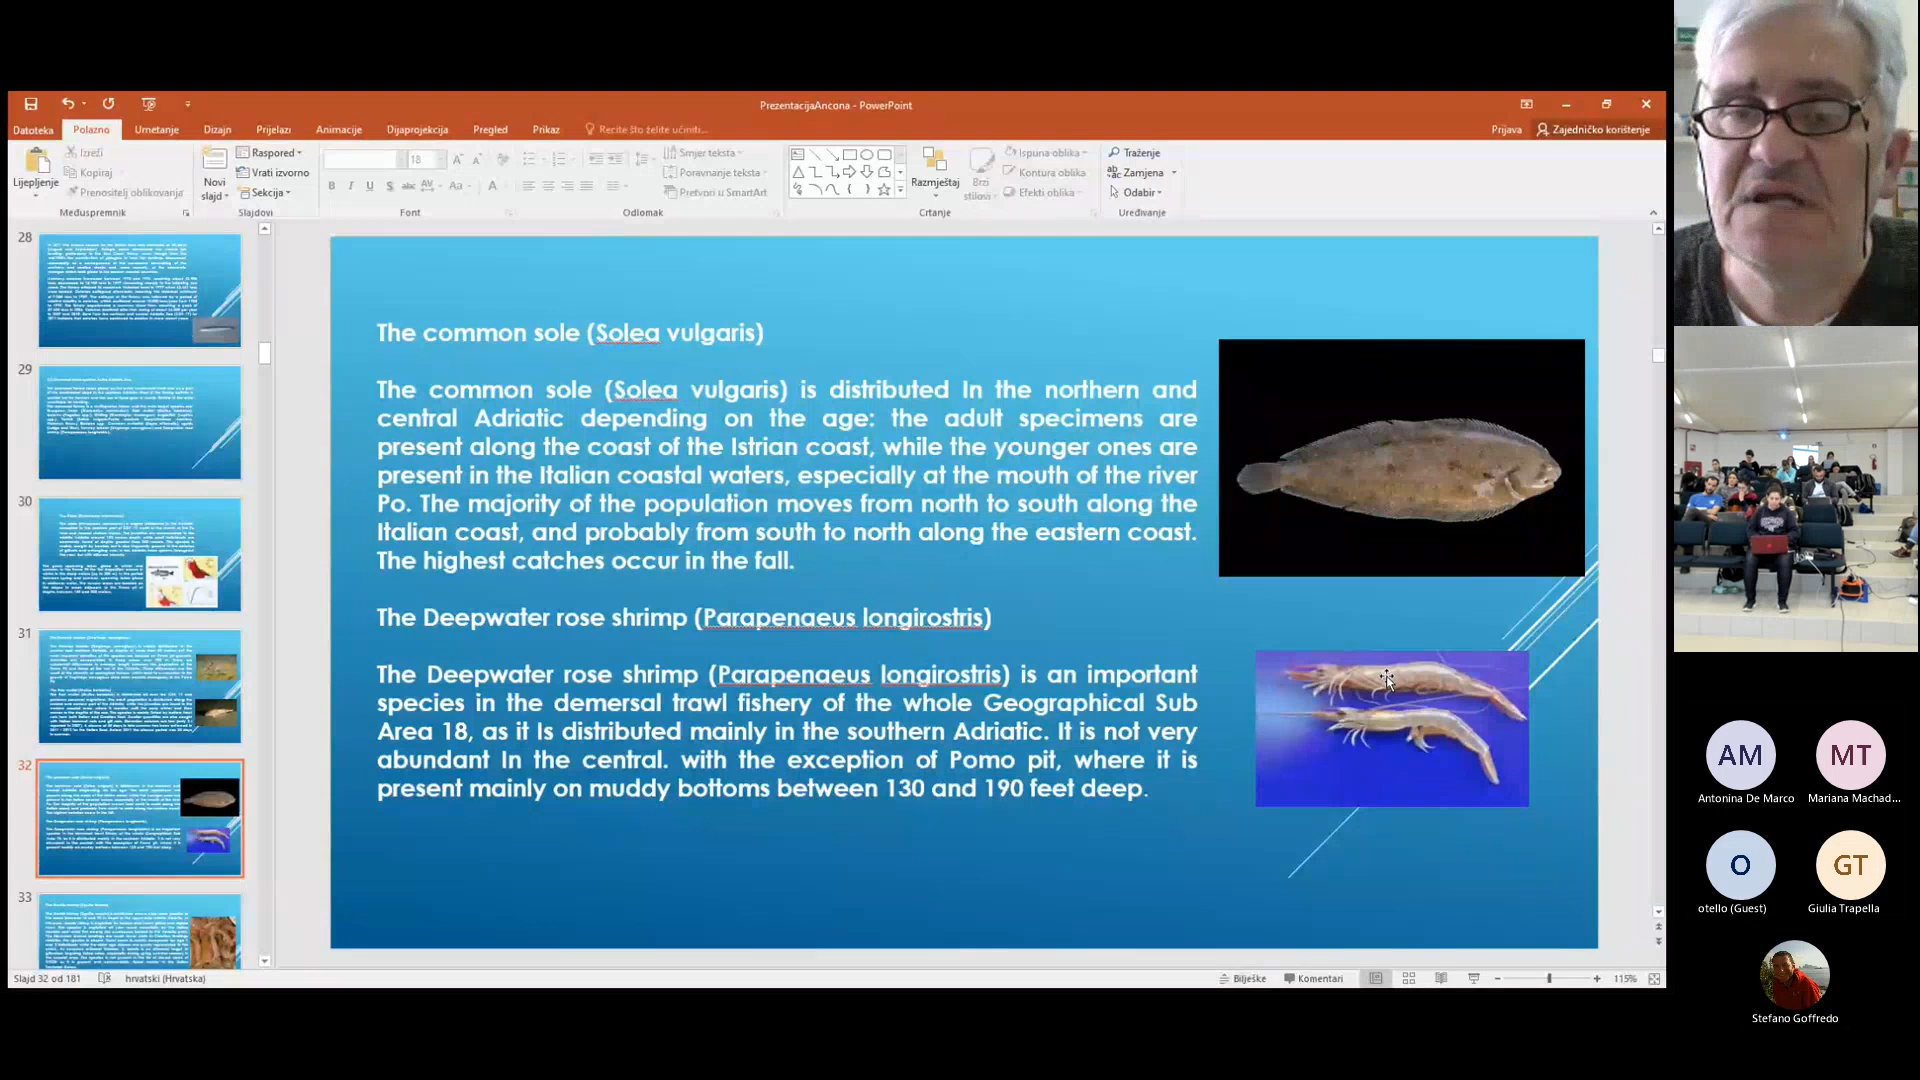 PrezentacijaAncona - PowerPoint
Datoteka Polazno Umetanje Dizajn Prijelazi Animacije Dijaprojekcija Pregled Prikaz Recite što želite učiniti... Prijava Zajedničko korištenje
Lijepljenje
Izreži
Kopiraj
Prenositelj oblikovanja
Međuspremnik
Novi
slajd
Raspored
Vrati izvorno
Sekcija
Slajdovi
18
Font
Smjer teksta
Poravnanje teksta
Pretvori u SmartArt
Odlomak
Razmještaj
Brzi
stilovi
Ispuna oblika
Kontura oblika
Efekti oblika
Crtanje
Traženje
Zamjena
Odabir
Uređivanje
28
29
30
31
32
33
The common sole (Solea vulgaris)
The common sole (Solea vulgaris) is distributed In the northern and
central Adriatic depending on the age: the adult specimens are
present along the coast of the Istrian coast, while the younger ones are
present in the Italian coastal waters, especially at the mouth of the river
Po. The majority of the population moves from north to south along the
Italian coast, and probably from south to north along the eastern coast.
The highest catches occur in the fall.
The Deepwater rose shrimp (Parapenaeus longirostris)
The Deepwater rose shrimp (Parapenaeus longirostris) is an important
species in the demersal trawl fishery of the whole Geographical Sub
Area 18, as it Is distributed mainly in the southern Adriatic. It is not very
abundant In the central. with the exception of Pomo pit, where it is
present mainly on muddy bottoms between 130 and 190 feet deep.
Slajd 32 od 181 hrvatski (Hrvatska) Bilješke Komentari 115%
AM MT
Antonina De Marco Mariana Machad...
O GT
otello (Guest) Giulia Trapella
Stefano Goffredo